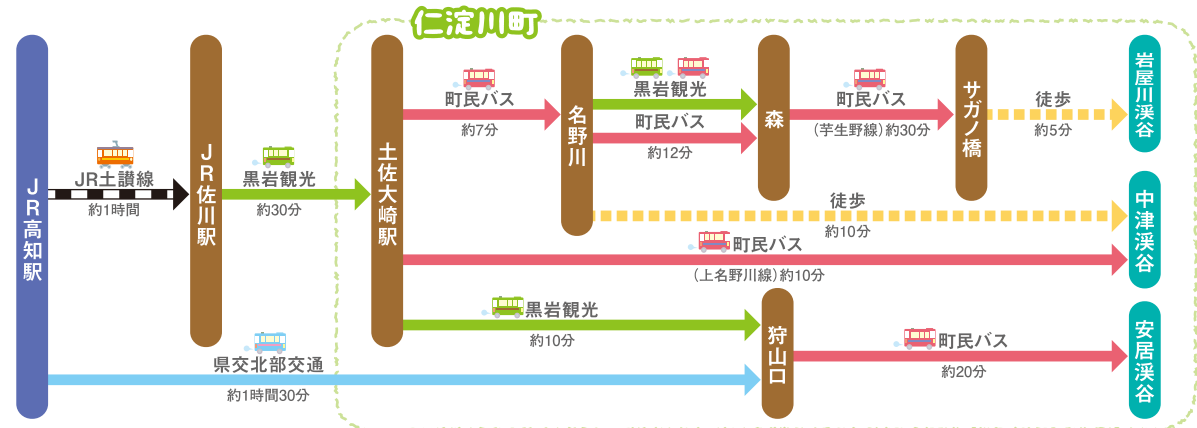 仁淀川町
JR高知駅
JR土讃線
約1時間
JR佐川駅
黒岩観光
約30分
土佐大崎駅
町民バス
約7分
名野川
黒岩観光
町民バス
約12分
森
町民バス
(芋生野線)約30分
サガノ橋
徒歩
約5分
岩屋川渓谷
徒歩
約10分
町民バス
(上名野川線)約10分
中津渓谷
黒岩観光
約10分
県交北部交通
約1時間30分
狩山口
町民バス
約20分
安居渓谷